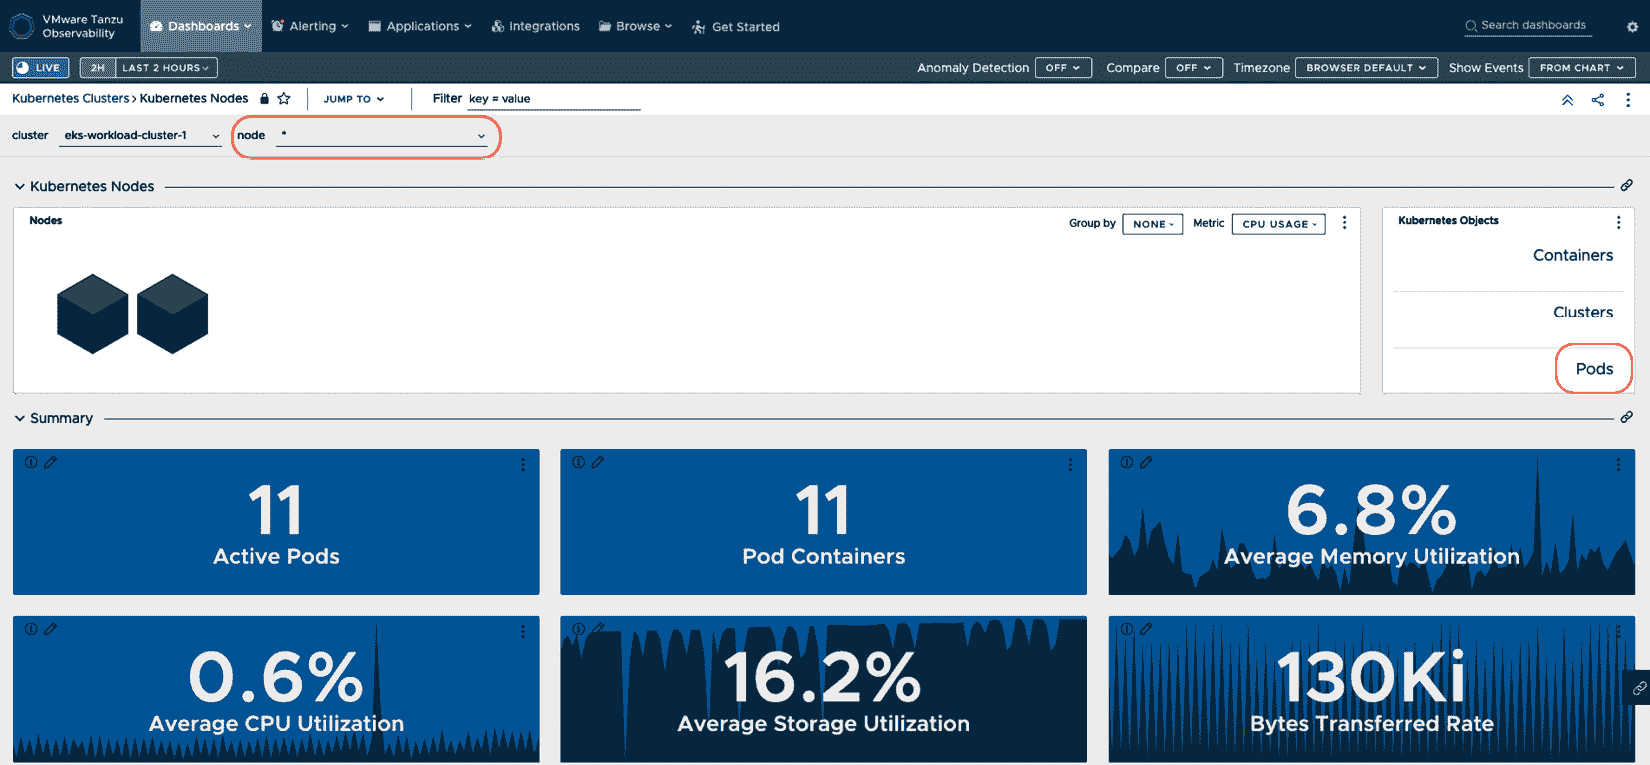 VMware Tanzu
Observability
Dashboards
Alerting
Applications
Integrations
Browse
Get Started
Search dashboards
LIVE
2H LAST 2 HOURS
Anomaly Detection OFF
Compare OFF
Timezone BROWSER DEFAULT
Show Events FROM CHART
Kubernetes Clusters › Kubernetes Nodes
JUMP TO
Filter key = value
cluster eks-workload-cluster-1
node *
Kubernetes Nodes
Nodes
Group by NONE
Metric CPU USAGE
Kubernetes Objects
Containers
Clusters
Pods
Summary
11
Active Pods
11
Pod Containers
6.8%
Average Memory Utilization
0.6%
Average CPU Utilization
16.2%
Average Storage Utilization
130Ki
Bytes Transferred Rate